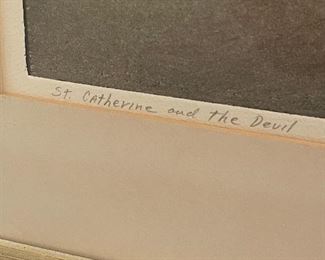 St. Catherine and the Devil